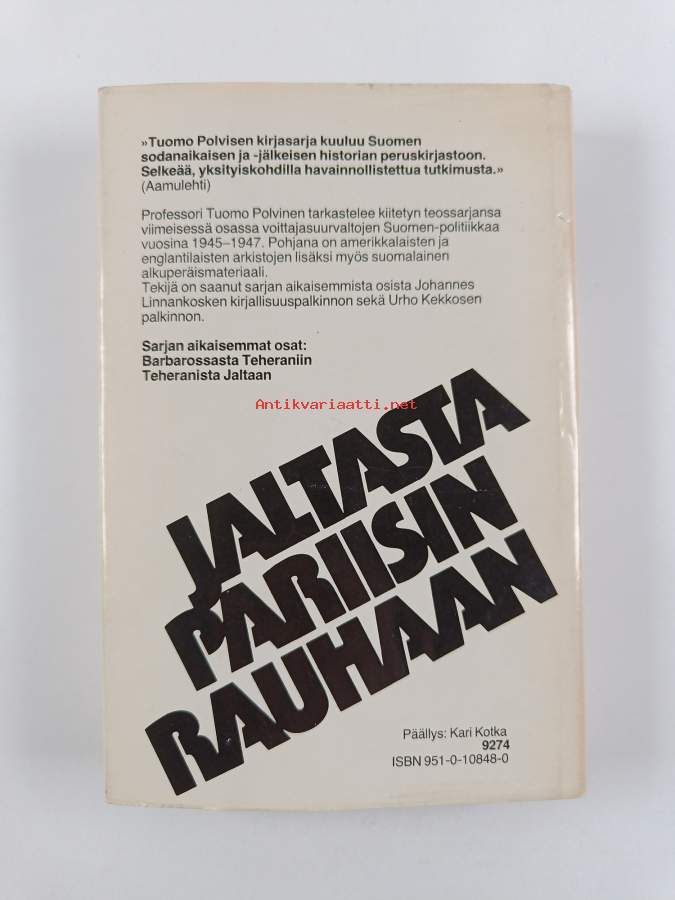 »Tuomo Polvisen kirjasarja kuuluu Suomen
sodanaikaisen ja -jälkeisen historian peruskirjastoon.
Selkeää, yksityiskohdilla havainnollistettua tutkimusta.»
(Aamulehti)
Professori Tuomo Polvinen tarkastelee kiitetyn teossarjansa
viimeisessä osassa voittajasuurvaltojen Suomen-politiikkaa
vuosina 1945–1947. Pohjana on amerikkalaisten ja
englantilaisten arkistojen lisäksi myös suomalainen
alkuperäismateriaali.
Tekijä on saanut sarjan aikaisemmista osista Johannes
Linnankosken kirjallisuuspalkinnon sekä Urho Kekkosen
palkinnon.
Sarjan aikaisemmat osat:
Barbarossasta Teheraniin
Teheranista Jaltaan
Antikvariaatti.net
JALTASTA
PARIISIN
RAUHAAN
Päällys: Kari Kotka
9274
ISBN 951-0-10848-0